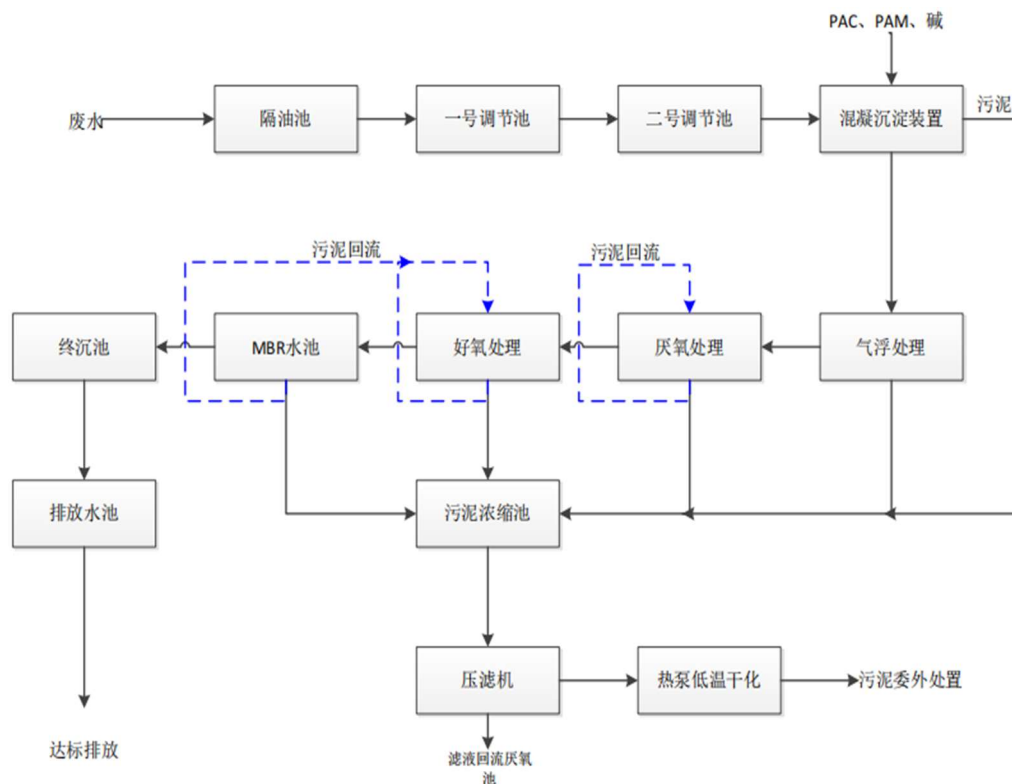 PAC、PAM、碱
废水
隔油池
一号调节池
二号调节池
混凝沉淀装置
污泥
污泥回流
污泥回流
终沉池
MBR水池
好氧处理
厌氧处理
气浮处理
排放水池
污泥浓缩池
压滤机
热泵低温干化
污泥委外处置
达标排放
滤液回流厌氧
池